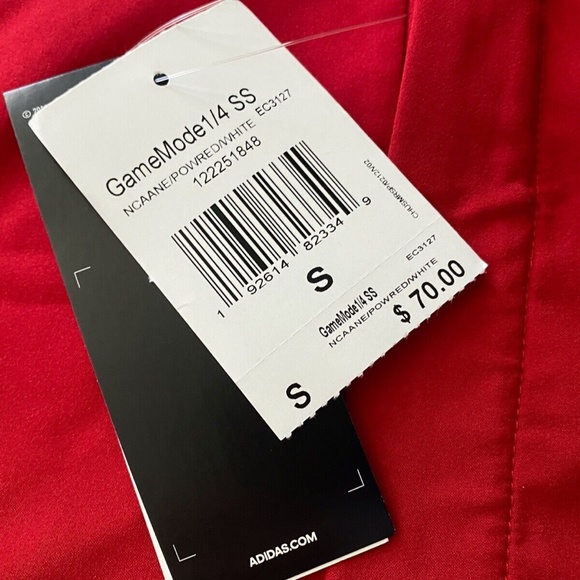 GameMode1/4 SS
NCAANE/POWRED/WHITE EC3127
122251848
1 92614 82334 9
S
EC3127
GameMode1/4 SS
NCAANE/POWRED/WHITE
$ 70.00
S
ADIDAS.COM